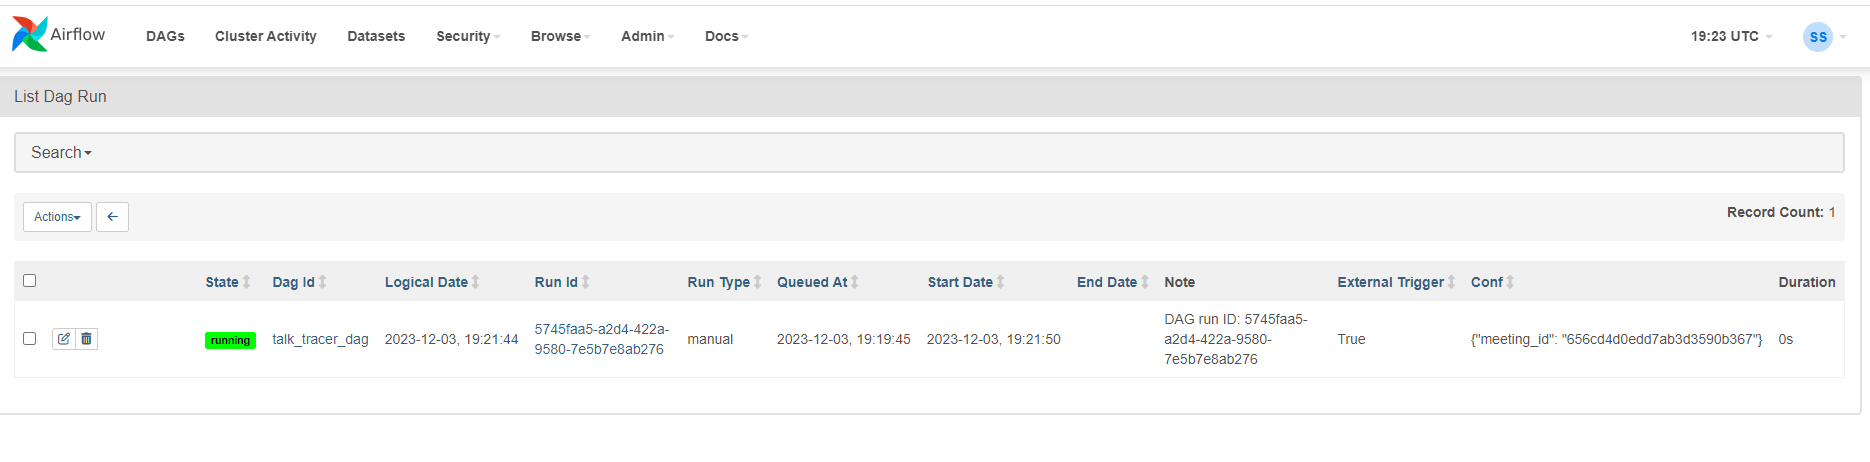 Airflow DAGs Cluster Activity Datasets Security Browse Admin Docs 19:23 UTC SS
List Dag Run
Search
Actions Record Count: 1
State Dag Id Logical Date Run Id Run Type Queued At Start Date End Date Note External Trigger Conf Duration
running talk_tracer_dag 2023-12-03, 19:21:44 5745faa5-a2d4-422a-9580-7e5b7e8ab276 manual 2023-12-03, 19:19:45 2023-12-03, 19:21:50 DAG run ID: 5745faa5-a2d4-422a-9580-7e5b7e8ab276 True {"meeting_id": "656cd4d0edd7ab3d3590b367"} 0s